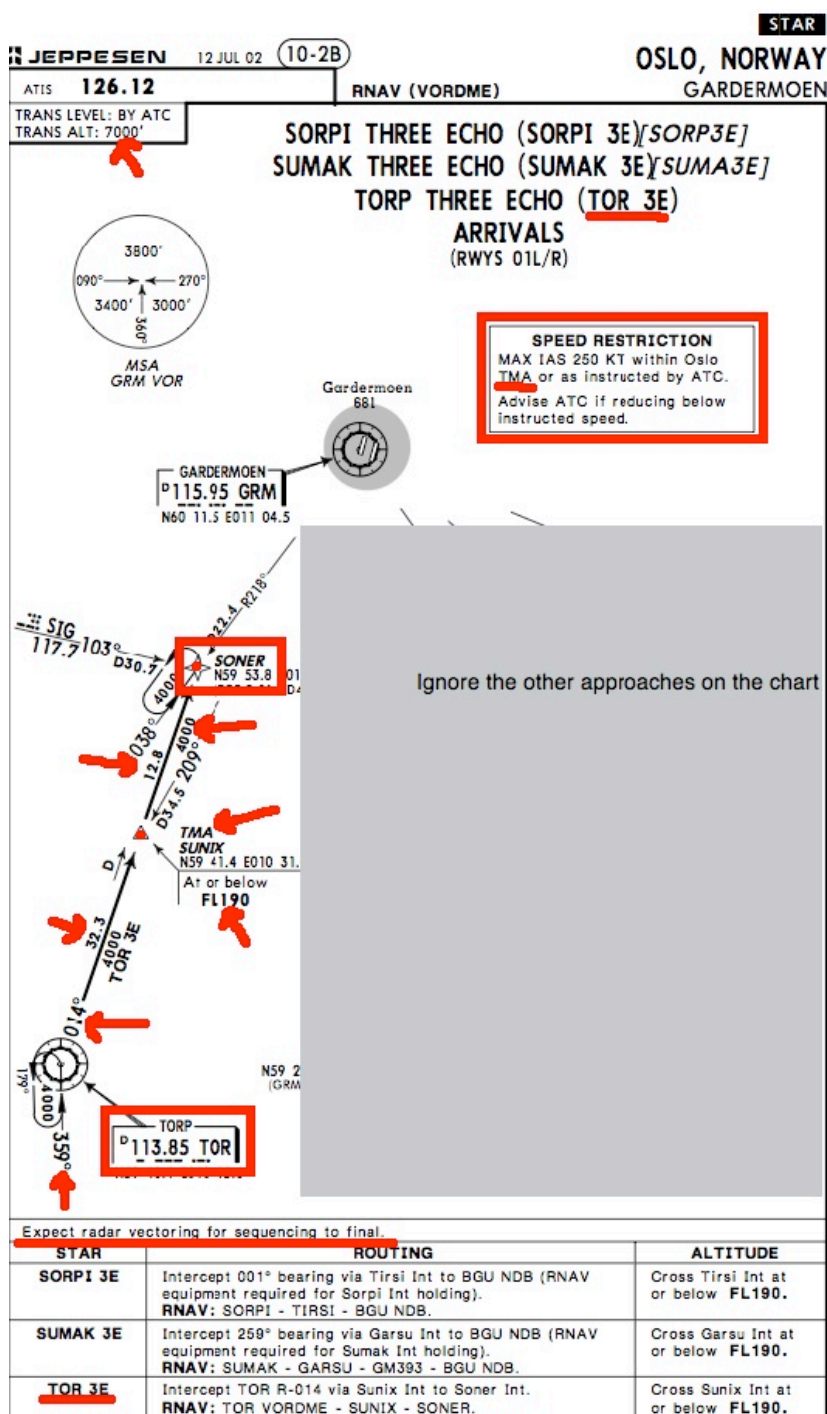 STAR
JEPPESEN 12 JUL 02 (10-2B)
OSLO, NORWAY
ATIS 126.12
RNAV (VORDME)
GARDERMOEN
TRANS LEVEL: BY ATC
TRANS ALT: 7000'
SORPI THREE ECHO (SORPI 3E)[SORP3E]
SUMAK THREE ECHO (SUMAK 3E)[SUMA3E]
TORP THREE ECHO (TOR 3E)
ARRIVALS
(RWYS 01L/R)
3800'
090° 270°
3400' 3000'
360°
MSA
GRM VOR
SPEED RESTRICTION
MAX IAS 250 KT within Oslo
TMA or as instructed by ATC.
Advise ATC if reducing below
instructed speed.
Gardermoen
681
GARDERMOEN
D 115.95 GRM
N60 11.5 E011 04.5
D22.4 R218°
SIG
117.7 103°
D30.7
SONER
N59 53.8
4000
Ignore the other approaches on the chart
038°
12.8
4000
D34.5 209°
TMA
SUNIX
N59 41.4 E010 31.
At or below
FL190
D
32.3
4000
TOR 3E
014°
179°
4000
359°
N59 2
(GRM
TORP
D 113.85 TOR
Expect radar vectoring for sequencing to final.
STAR ROUTING ALTITUDE
SORPI 3E Intercept 001° bearing via Tirsi Int to BGU NDB (RNAV Cross Tirsi Int at
equipment required for Sorpi Int holding). or below FL190.
RNAV: SORPI - TIRSI - BGU NDB.
SUMAK 3E Intercept 259° bearing via Garsu Int to BGU NDB (RNAV Cross Garsu Int at
equipment required for Sumak Int holding). or below FL190.
RNAV: SUMAK - GARSU - GM393 - BGU NDB.
TOR 3E Intercept TOR R-014 via Sunix Int to Soner Int. Cross Sunix Int at
RNAV: TOR VORDME - SUNIX - SONER. or below FL190.